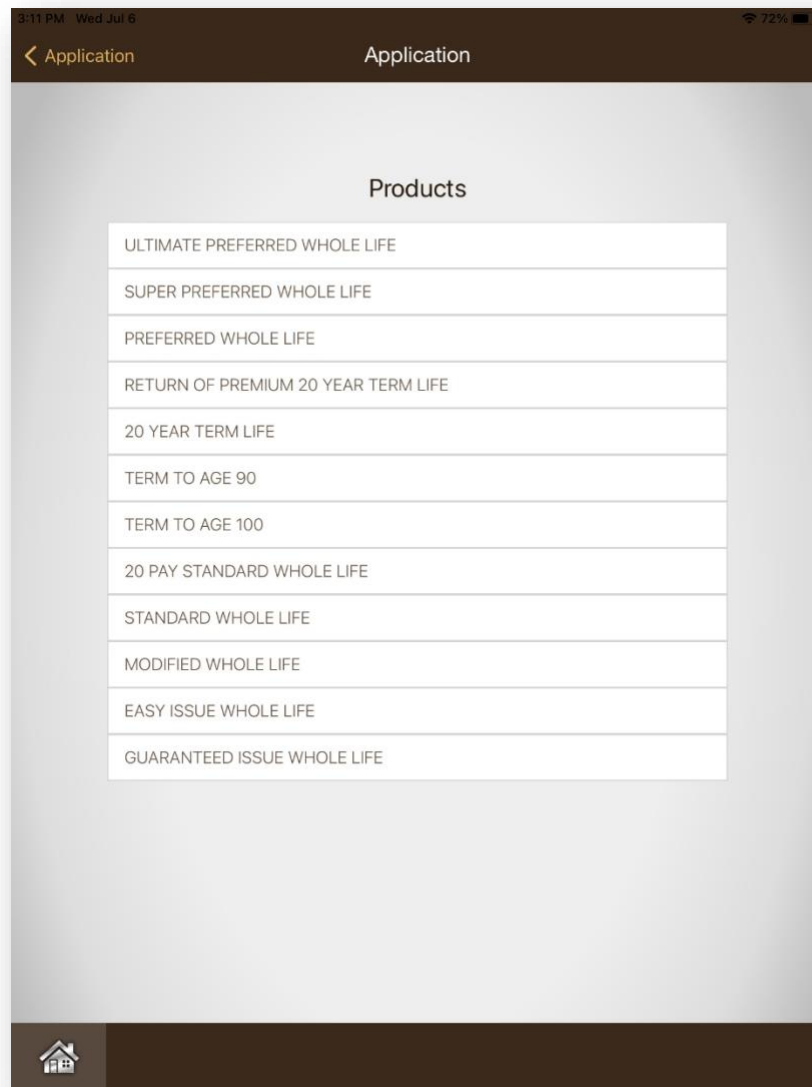 3:11 PM Wed Jul 6 72%
Application Application
Products
ULTIMATE PREFERRED WHOLE LIFE
SUPER PREFERRED WHOLE LIFE
PREFERRED WHOLE LIFE
RETURN OF PREMIUM 20 YEAR TERM LIFE
20 YEAR TERM LIFE
TERM TO AGE 90
TERM TO AGE 100
20 PAY STANDARD WHOLE LIFE
STANDARD WHOLE LIFE
MODIFIED WHOLE LIFE
EASY ISSUE WHOLE LIFE
GUARANTEED ISSUE WHOLE LIFE